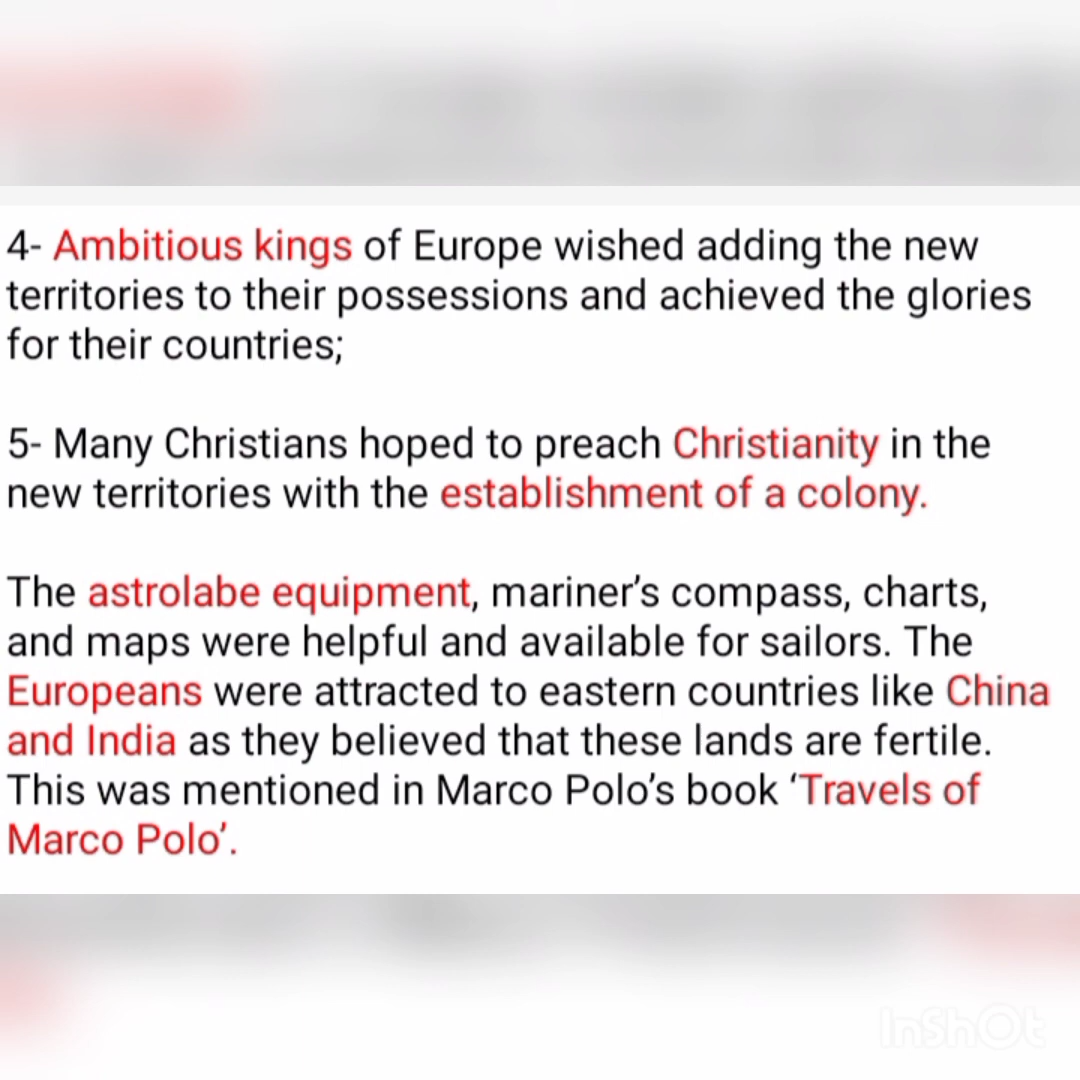 4- Ambitious kings of Europe wished adding the new
territories to their possessions and achieved the glories
for their countries;
5- Many Christians hoped to preach Christianity in the
new territories with the establishment of a colony.
The astrolabe equipment, mariner’s compass, charts,
and maps were helpful and available for sailors. The
Europeans were attracted to eastern countries like China
and India as they believed that these lands are fertile.
This was mentioned in Marco Polo’s book ‘Travels of
Marco Polo’.
InShOt